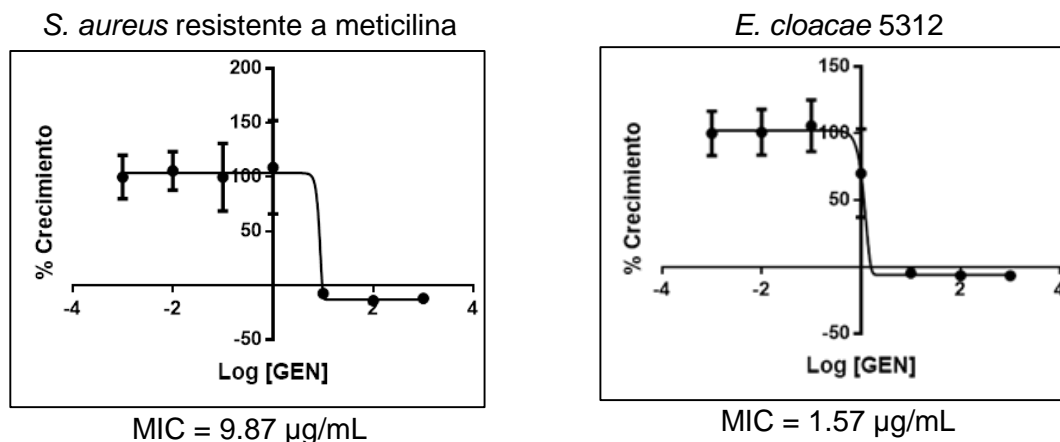 S. aureus resistente a meticilina
200
150
100
50
-50
-4
-2
2
4
% Crecimiento
Log [GEN]
MIC = 9.87 µg/mL
E. cloacae 5312
150
100
50
-50
-4
-2
2
4
% Crecimiento
Log [GEN]
MIC = 1.57 µg/mL